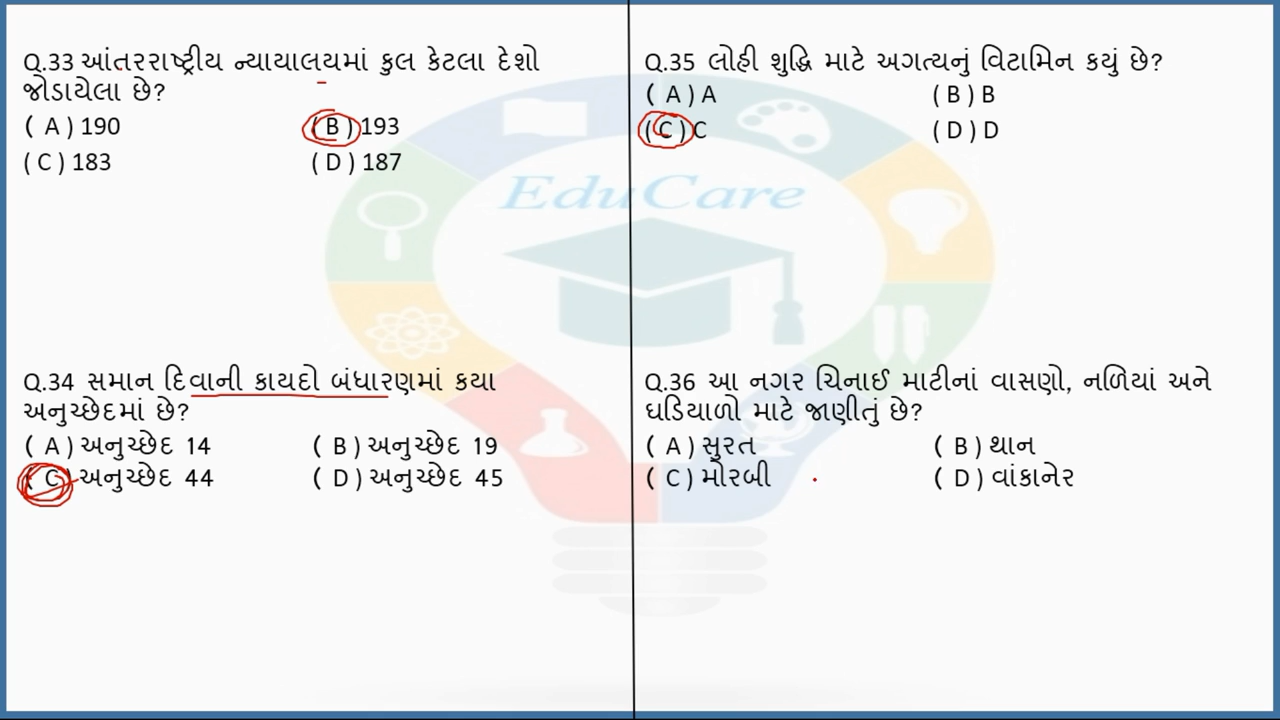 Q.33 આંતરરાષ્ટ્રીય ન્યાયાલયમાં કુલ કેટલા દેશો
જોડાયેલા છે?
( A ) 190
( B ) 193
( C ) 183
( D ) 187
Q.34 સમાન દિવાની કાયદો બંધારણમાં કયા
અનુચ્છેદમાં છે?
( A ) અનુચ્છેદ 14
( B ) અનુચ્છેદ 19
( C ) અનુચ્છેદ 44
( D ) અનુચ્છેદ 45
Q.35 લોહી શુદ્ધિ માટે અગત્યનું વિટામિન કયું છે?
( A ) A
( B ) B
( C ) C
( D ) D
Q.36 આ નગર ચિનાઈ માટીનાં વાસણો, નળિયાં અને
ઘડિયાળો માટે જાણીતું છે?
( A ) સુરત
( B ) થાન
( C ) મોરબી
( D ) વાંકાનેર
EduCare